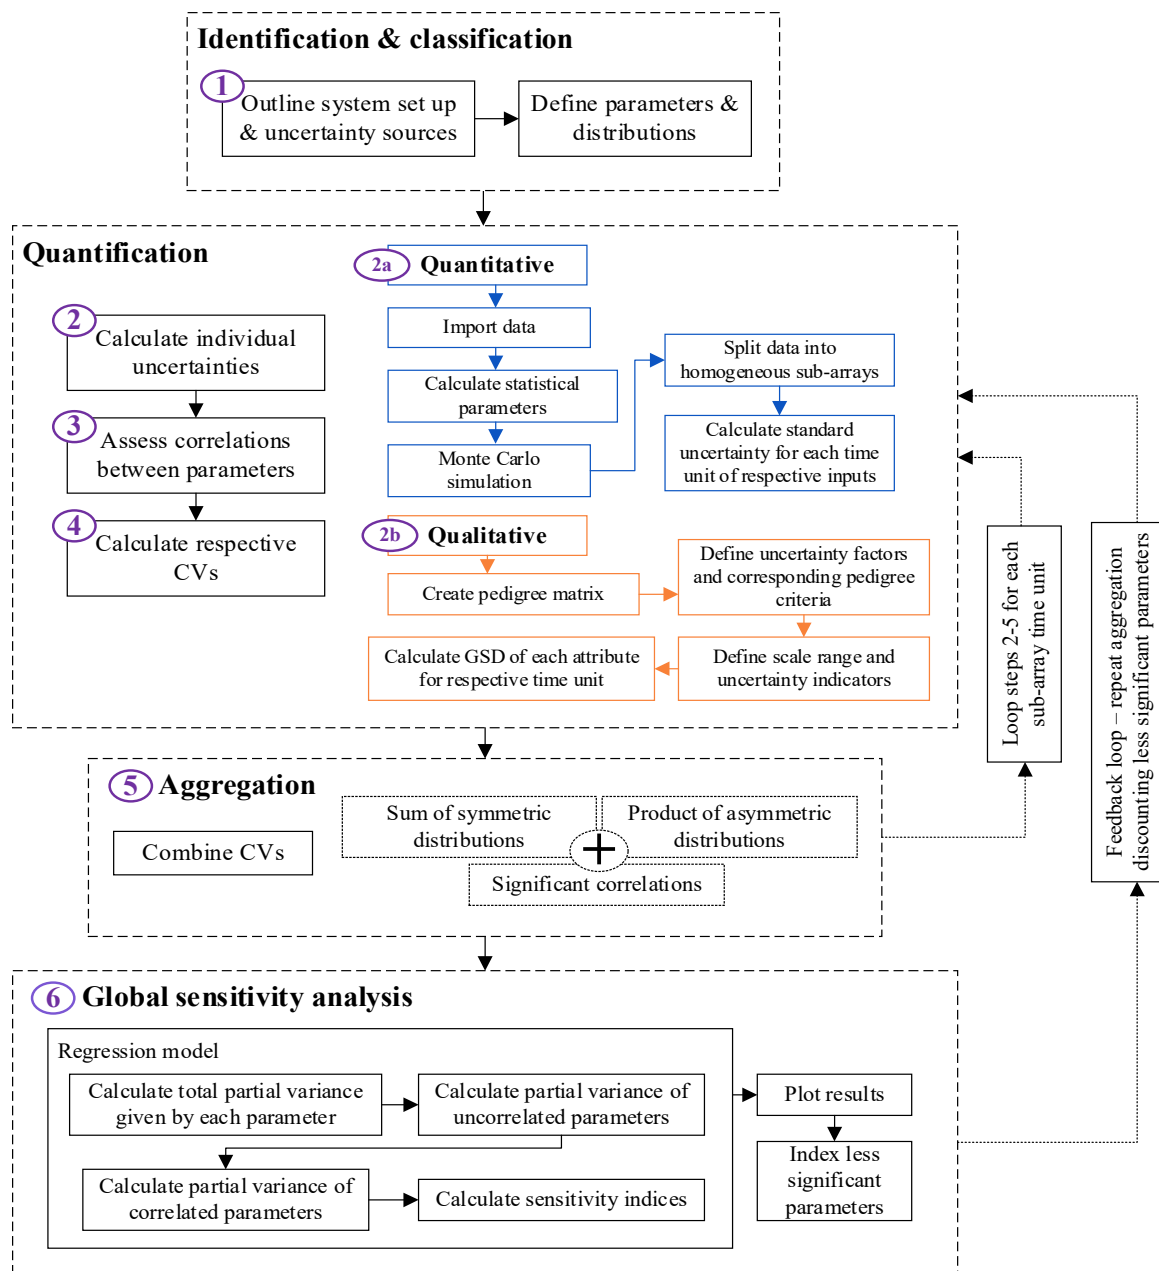 Identification & classification
1
Outline system set up
& uncertainty sources
Define parameters &
distributions
Quantification
2
Calculate individual
uncertainties
3
Assess correlations
between parameters
4
Calculate respective
CVs
2a
Quantitative
Import data
Calculate statistical
parameters
Monte Carlo
simulation
Split data into
homogeneous sub-arrays
Calculate standard
uncertainty for each time
unit of respective inputs
2b
Qualitative
Create pedigree matrix
Define uncertainty factors
and corresponding pedigree
criteria
Define scale range and
uncertainty indicators
Calculate GSD of each attribute
for respective time unit
5
Aggregation
Combine CVs
Sum of symmetric
distributions
Product of asymmetric
distributions
+
Significant correlations
Loop steps 2-5 for each
sub-array time unit
Feedback loop – repeat aggregation
discounting less significant parameters
6
Global sensitivity analysis
Regression model
Calculate total partial variance
given by each parameter
Calculate partial variance of
uncorrelated parameters
Calculate partial variance of
correlated parameters
Calculate sensitivity indices
Plot results
Index less
significant
parameters